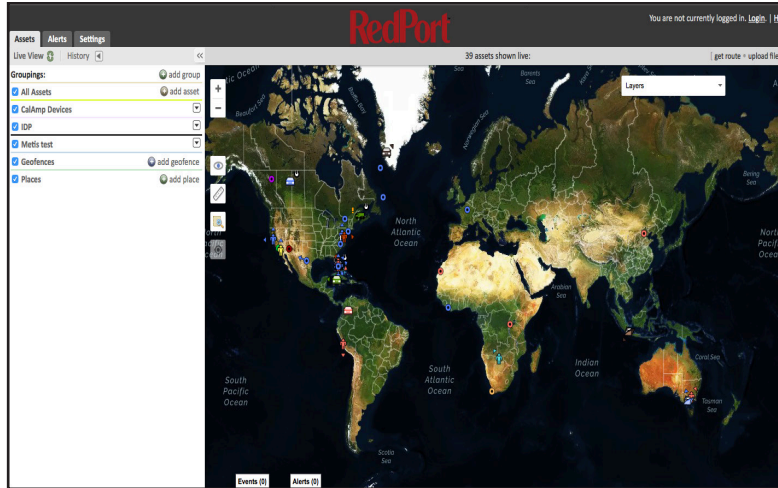 RedPort
You are not currently logged in. Login. |
Assets Alerts Settings
Live View History «
39 assets shown live:
| get route + upload file
Groupings: add group
All Assets add asset
CalAmp Devices
IDP
Metis test
Geofences add geofence
Places add place
+
−
Layers
Beaufort Sea
Baffin Bay
Barents
Sea
Norwegian Sea
Bering
Sea
North
Atlantic
Ocean
North
Pacific
Arabian
Sea
Indian
Ocean
Coral Sea
Tasman
Sea
South
Pacific
Ocean
South
Atlantic
Ocean
Scotia
Sea
Events (0) Alerts (0)